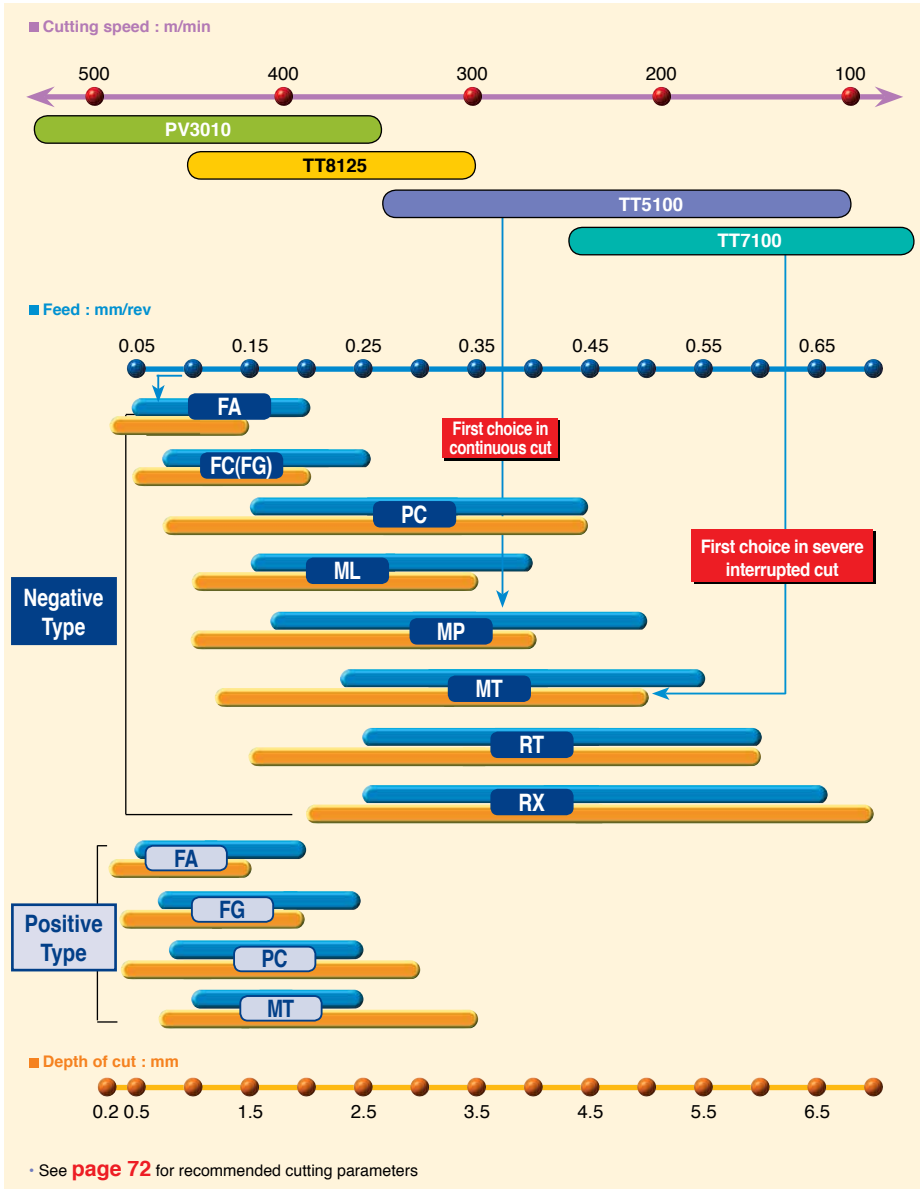 Cutting speed : m/min
500 400 300 200 100
PV3010
TT8125
TT5100
TT7100
Feed : mm/rev
0.05 0.15 0.25 0.35 0.45 0.55 0.65
FA
First choice in
continuous cut
FC(FG)
PC
First choice in severe
interrupted cut
ML
Negative
Type
MP
MT
RT
RX
FA
FG
Positive
Type
PC
MT
Depth of cut : mm
0.2 0.5 1.5 2.5 3.5 4.5 5.5 6.5
• See page 72 for recommended cutting parameters